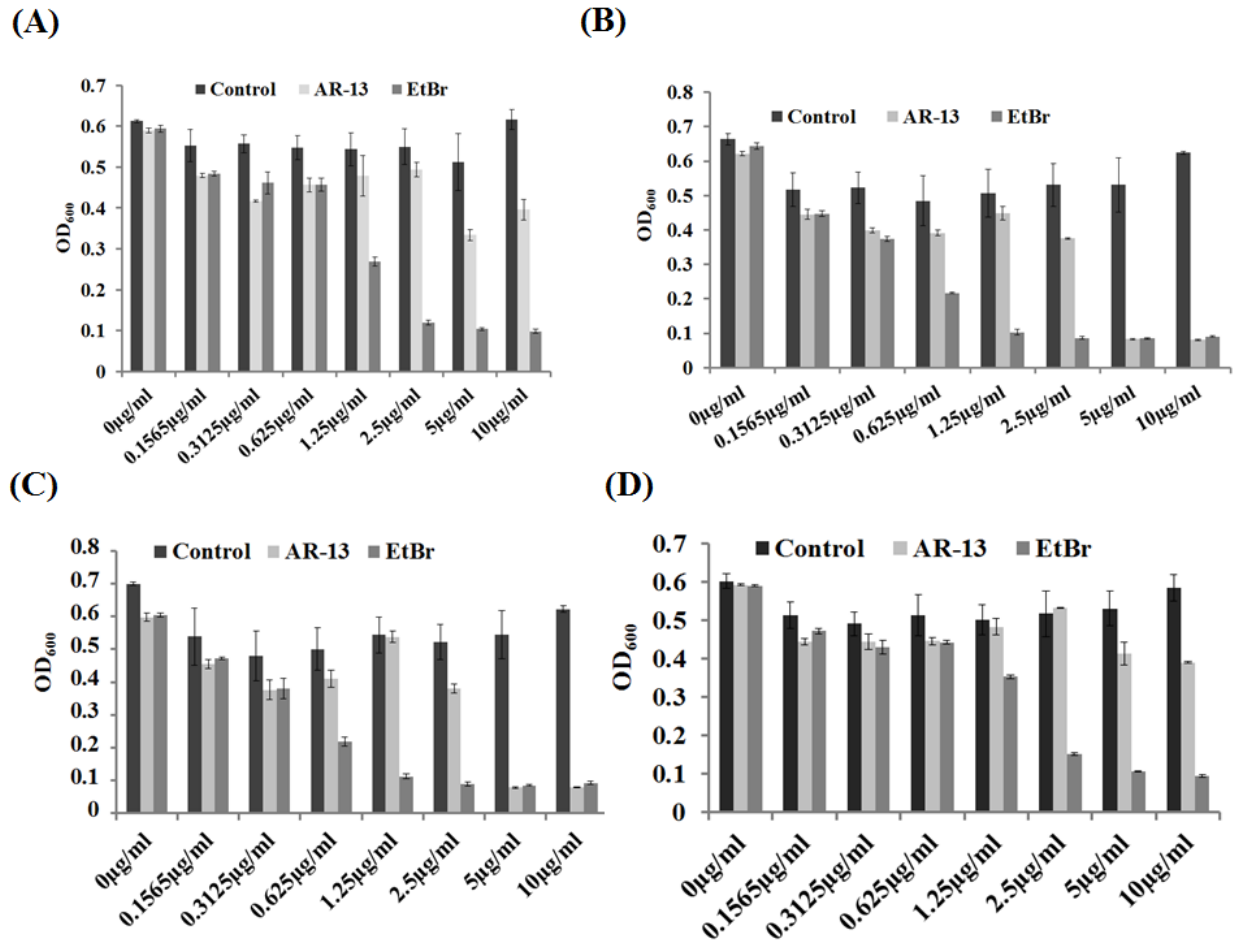 (A)
Control AR-13 EtBr
OD600
0.7
0.6
0.5
0.4
0.3
0.2
0.1
0
0µg/ml
0.1565µg/ml
0.3125µg/ml
0.625µg/ml
1.25µg/ml
2.5µg/ml
5µg/ml
10µg/ml
(B)
Control AR-13 EtBr
OD600
0.8
0.7
0.6
0.5
0.4
0.3
0.2
0.1
0
0µg/ml
0.1565µg/ml
0.3125µg/ml
0.625µg/ml
1.25µg/ml
2.5µg/ml
5µg/ml
10µg/ml
(C)
Control AR-13 EtBr
OD600
0.8
0.7
0.6
0.5
0.4
0.3
0.2
0.1
0
0µg/ml
0.1565µg/ml
0.3125µg/ml
0.625µg/ml
1.25µg/ml
2.5µg/ml
5µg/ml
10µg/ml
(D)
Control AR-13 EtBr
OD600
0.7
0.6
0.5
0.4
0.3
0.2
0.1
0
0µg/ml
0.1565µg/ml
0.3125µg/ml
0.625µg/ml
1.25µg/ml
2.5µg/ml
5µg/ml
10µg/ml